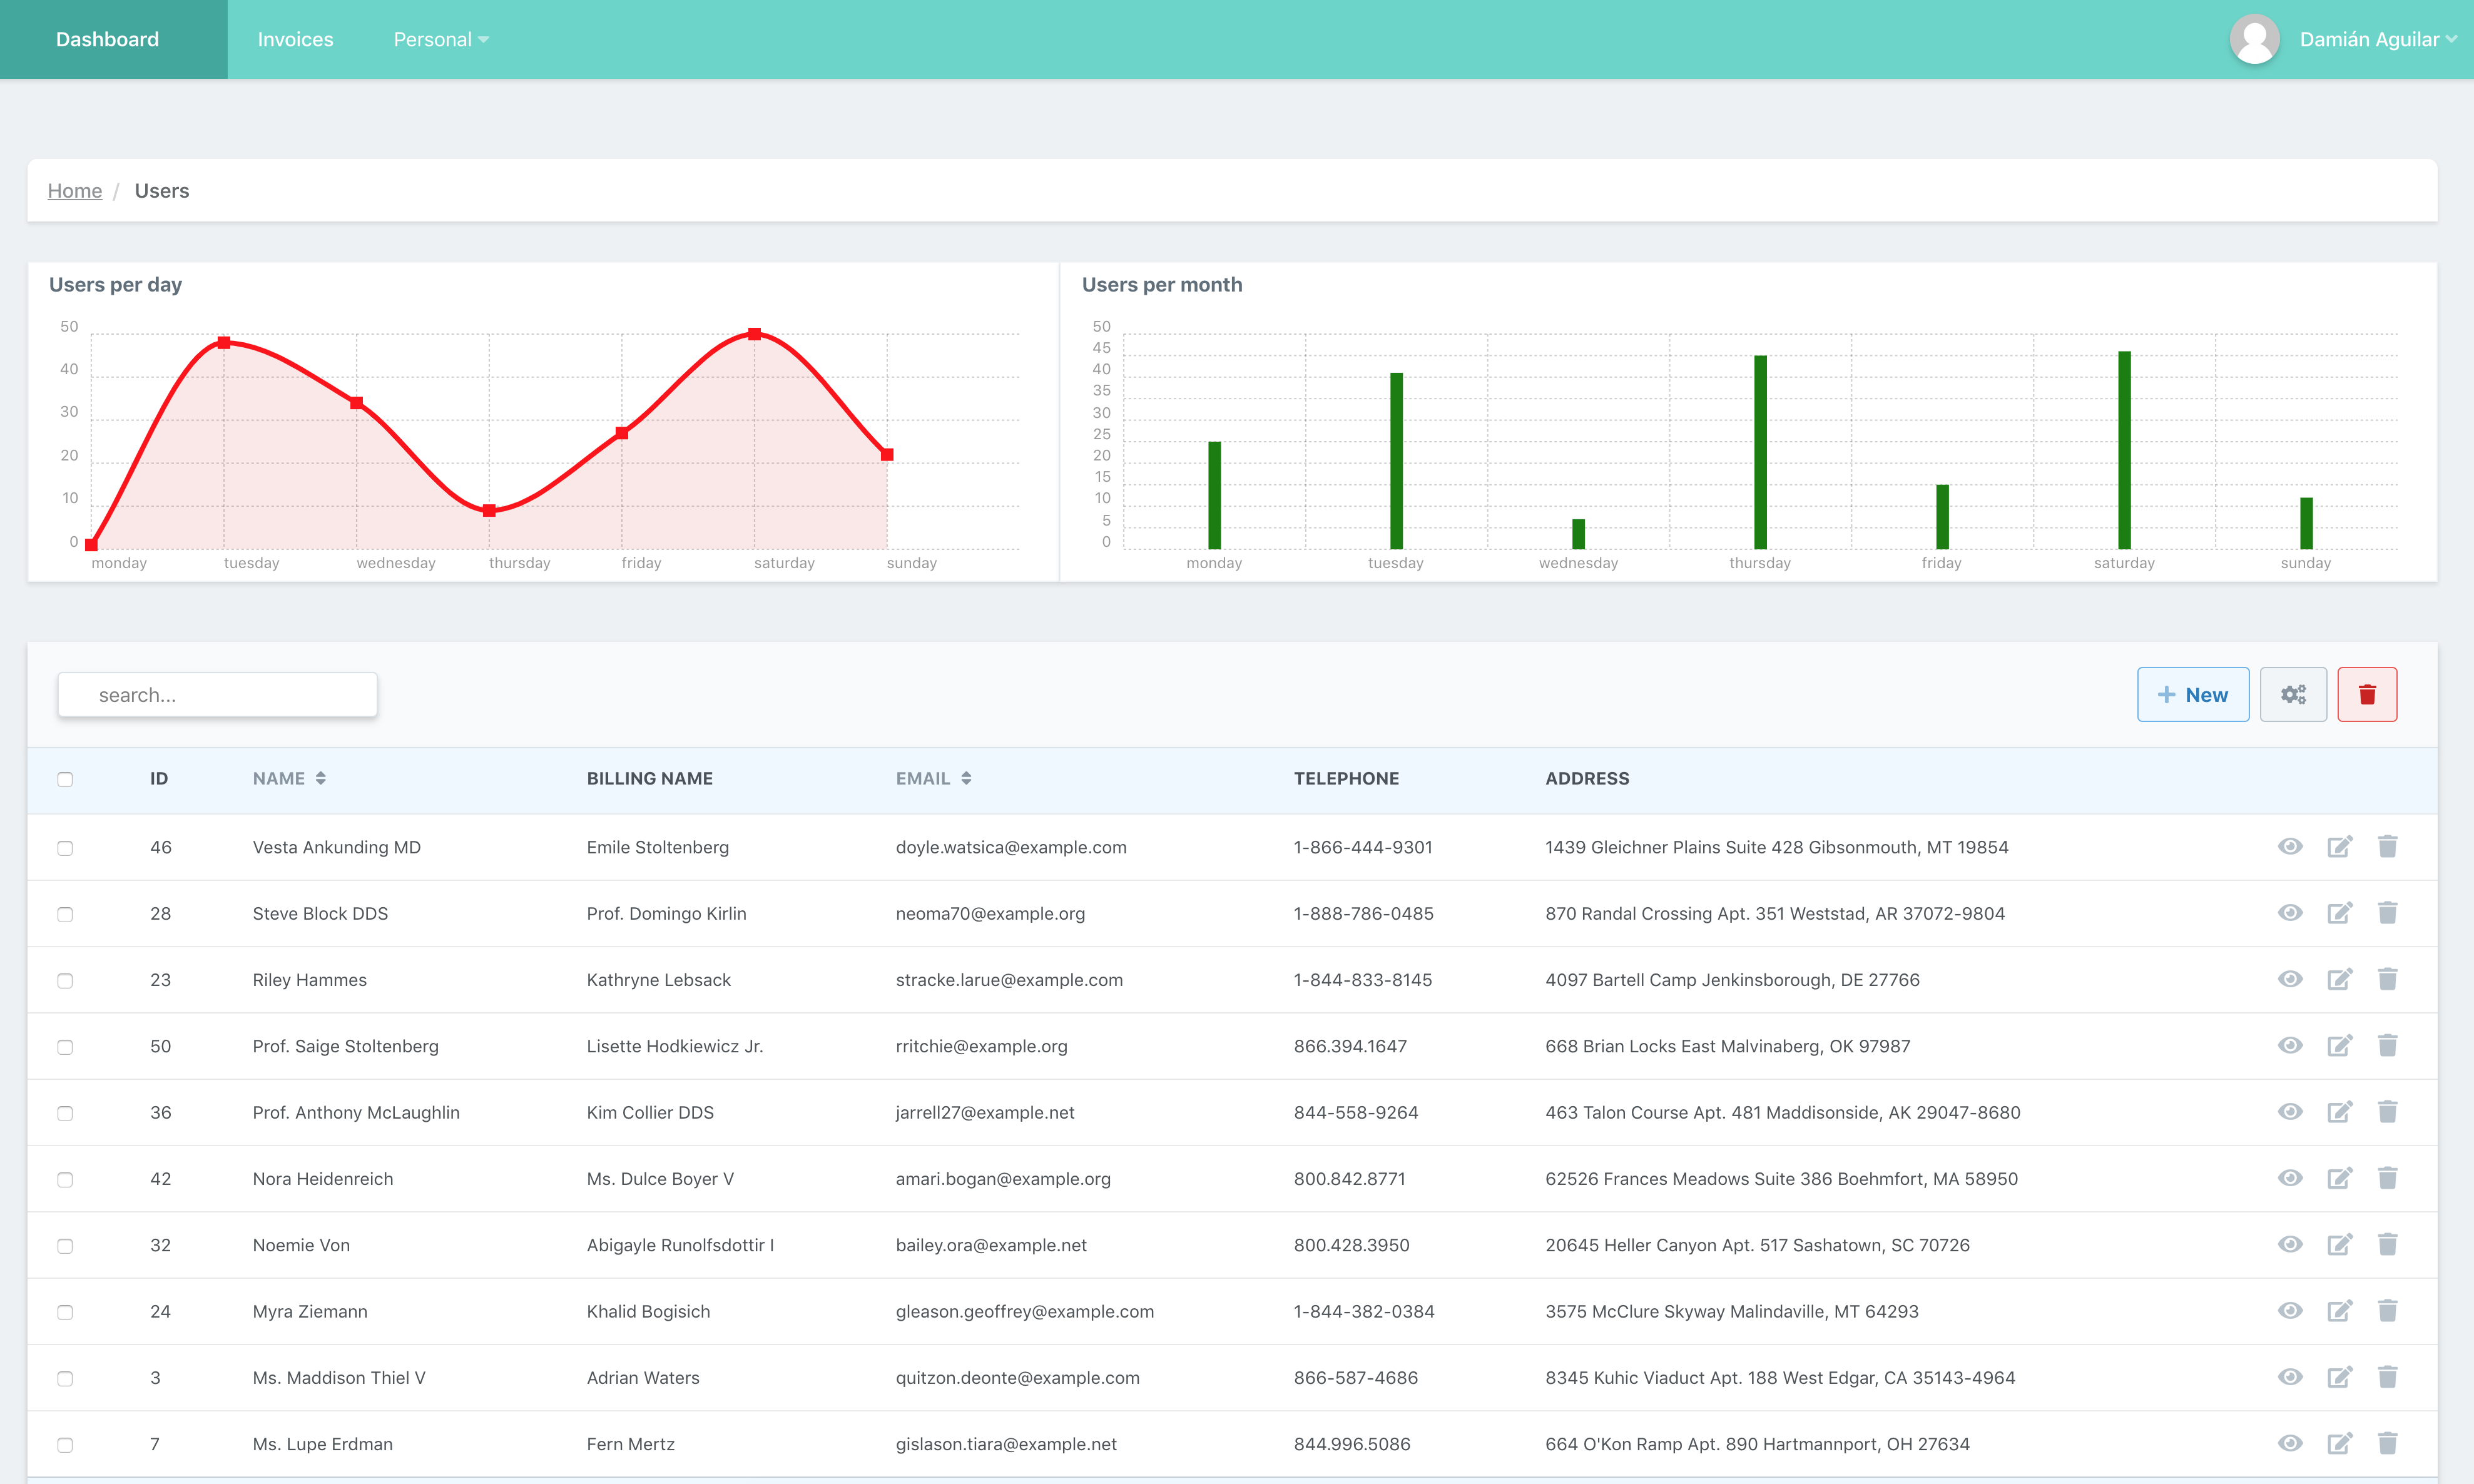 Dashboard Invoices Personal Damián Aguilar
Home / Users
Users per day
50
40
30
20
10
0
monday tuesday wednesday thursday friday saturday sunday
Users per month
50
45
40
35
30
25
20
15
10
5
0
monday tuesday wednesday thursday friday saturday sunday
search...
+ New
ID NAME BILLING NAME EMAIL TELEPHONE ADDRESS
46 Vesta Ankunding MD Emile Stoltenberg doyle.watsica@example.com 1-866-444-9301 1439 Gleichner Plains Suite 428 Gibsonmouth, MT 19854
28 Steve Block DDS Prof. Domingo Kirlin neoma70@example.org 1-888-786-0485 870 Randal Crossing Apt. 351 Weststad, AR 37072-9804
23 Riley Hammes Kathryne Lebsack stracke.larue@example.com 1-844-833-8145 4097 Bartell Camp Jenkinsborough, DE 27766
50 Prof. Saige Stoltenberg Lisette Hodkiewicz Jr. rritchie@example.org 866.394.1647 668 Brian Locks East Malvinaberg, OK 97987
36 Prof. Anthony McLaughlin Kim Collier DDS jarrell27@example.net 844-558-9264 463 Talon Course Apt. 481 Maddisonside, AK 29047-8680
42 Nora Heidenreich Ms. Dulce Boyer V amari.bogan@example.org 800.842.8771 62526 Frances Meadows Suite 386 Boehmfort, MA 58950
32 Noemie Von Abigayle Runolfsdottir I bailey.ora@example.net 800.428.3950 20645 Heller Canyon Apt. 517 Sashatown, SC 70726
24 Myra Ziemann Khalid Bogisich gleason.geoffrey@example.com 1-844-382-0384 3575 McClure Skyway Malindaville, MT 64293
3 Ms. Maddison Thiel V Adrian Waters quitzon.deonte@example.com 866-587-4686 8345 Kuhic Viaduct Apt. 188 West Edgar, CA 35143-4964
7 Ms. Lupe Erdman Fern Mertz gislason.tiara@example.net 844.996.5086 664 O'Kon Ramp Apt. 890 Hartmannport, OH 27634